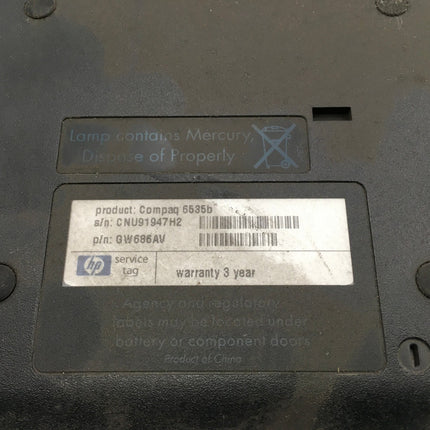 Lamp contains Mercury,
Dispose of Properly.
product: Compaq 6535b
s/n: CNU91947H2
p/n: GW686AV
hp
service
tag
warranty 3 year
Agency and regulatory
labels may be located under
battery or component doors
Product of China